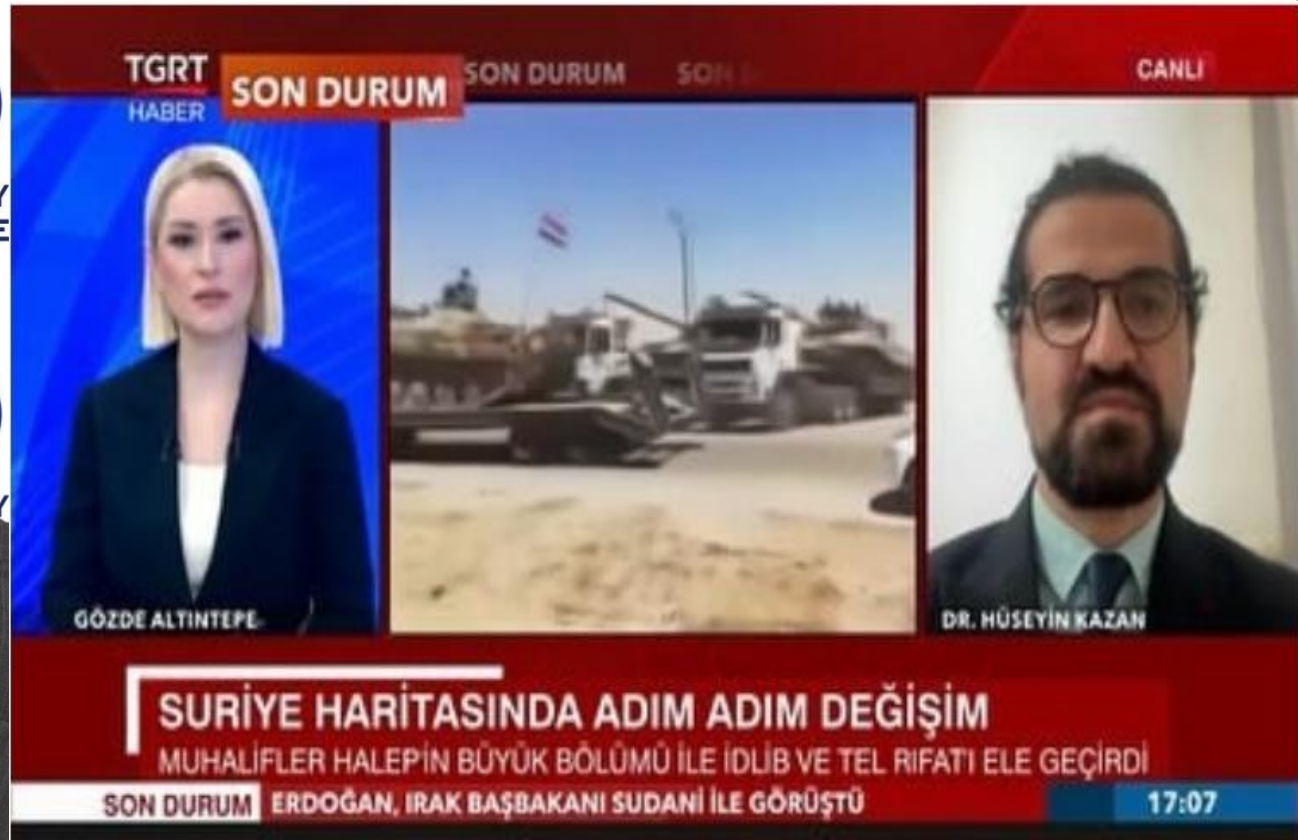 TGRT
HABER
SON DURUM
SON DURUM
SON
CANLI
Y
E
Y
GÖZDE ALTINTEPE
DR. HÜSEYİN KAZAN
SURİYE HARİTASINDA ADIM ADIM DEĞİŞİM
MUHALİFLER HALEP'İN BÜYÜK BÖLÜMÜ İLE İDLİB VE TEL RIFAT'I ELE GEÇİRDİ
SON DURUM ERDOĞAN, IRAK BAŞBAKANI SUDANİ İLE GÖRÜŞTÜ
17:07